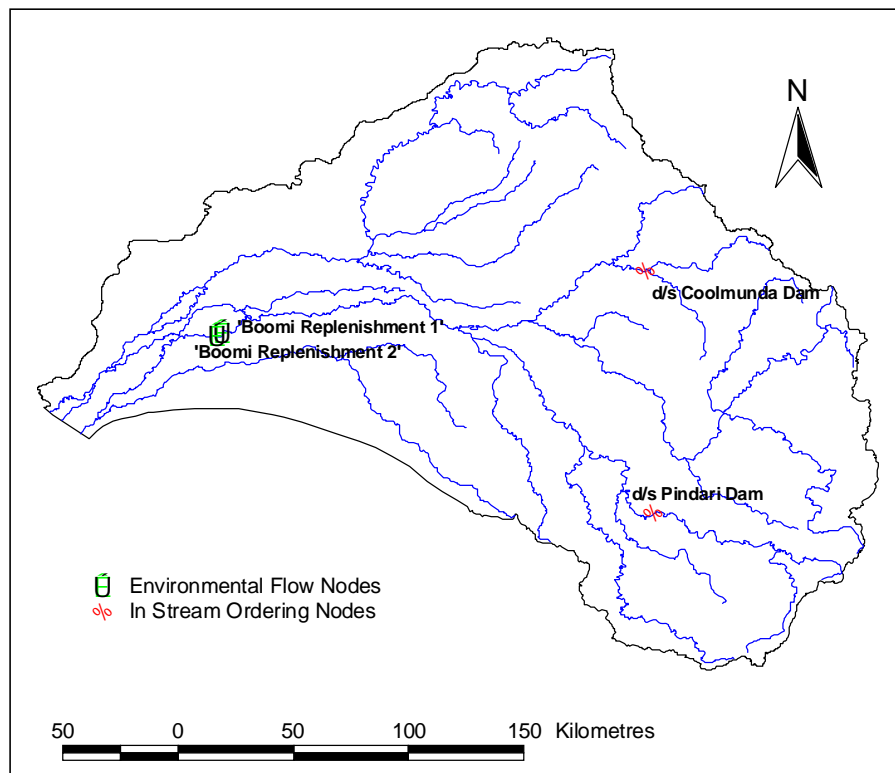 N
d/s Coolmunda Dam
'Boomi Replenishment 1'
'Boomi Replenishment 2'
d/s Pindari Dam
Environmental Flow Nodes
% In Stream Ordering Nodes
50 0 50 100 150 Kilometres